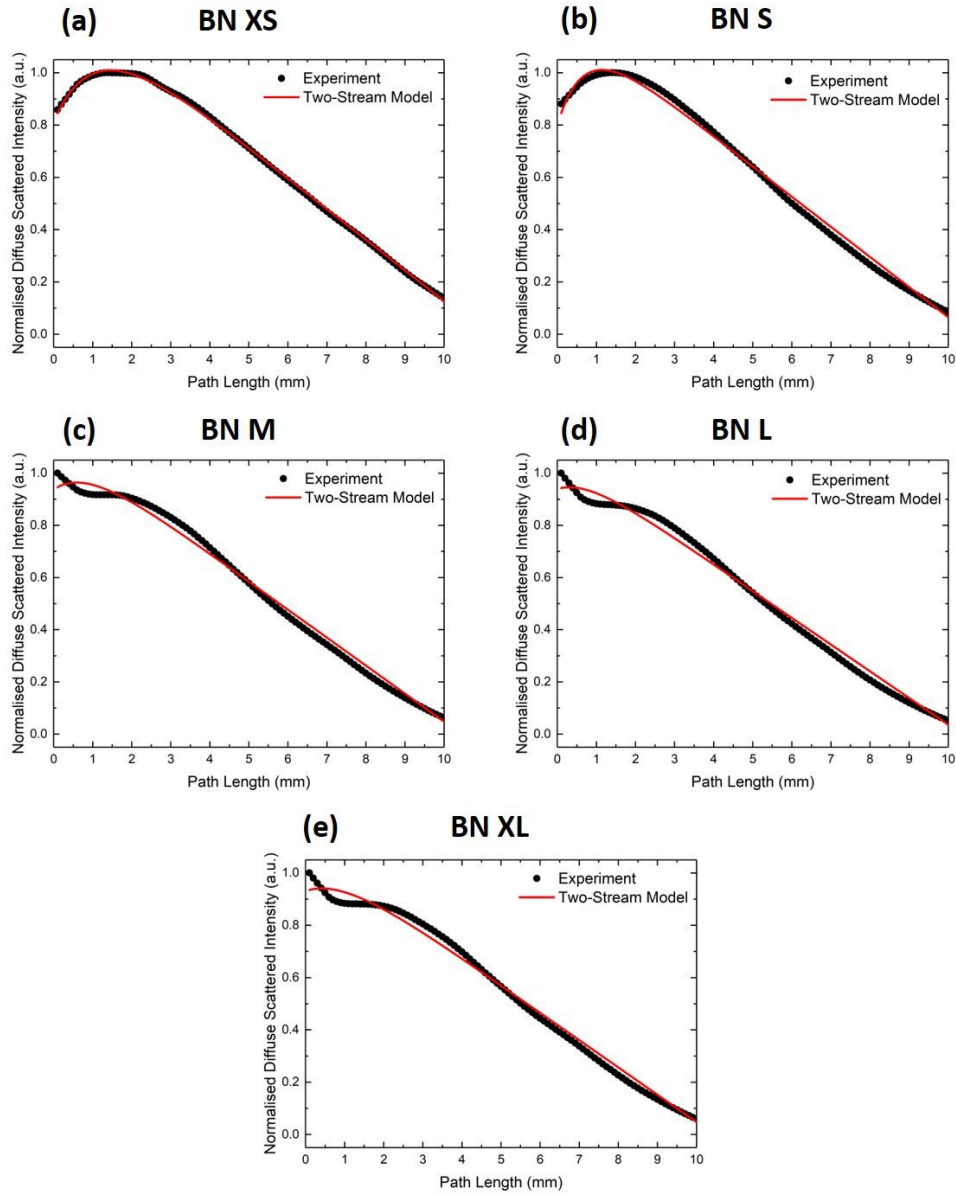 (a) BN XS
Normalised Diffuse Scattered Intensity (a.u.)
1.0
0.8
0.6
0.4
0.2
0.0
Experiment
Two-Stream Model
0 1 2 3 4 5 6 7 8 9 10
Path Length (mm)
(b) BN S
Normalised Diffuse Scattered Intensity (a.u.)
1.0
0.8
0.6
0.4
0.2
0.0
Experiment
Two-Stream Model
0 1 2 3 4 5 6 7 8 9 10
Path Length (mm)
(c) BN M
Normalised Diffuse Scattered Intensity (a.u.)
1.0
0.8
0.6
0.4
0.2
0.0
Experiment
Two-Stream Model
0 1 2 3 4 5 6 7 8 9 10
Path Length (mm)
(d) BN L
Normalised Diffuse Scattered Intensity (a.u.)
1.0
0.8
0.6
0.4
0.2
0.0
Experiment
Two-Stream Model
0 1 2 3 4 5 6 7 8 9 10
Path Length (mm)
(e) BN XL
Normalised Diffuse Scattered Intensity (a.u.)
1.0
0.8
0.6
0.4
0.2
0.0
Experiment
Two-Stream Model
0 1 2 3 4 5 6 7 8 9 10
Path Length (mm)